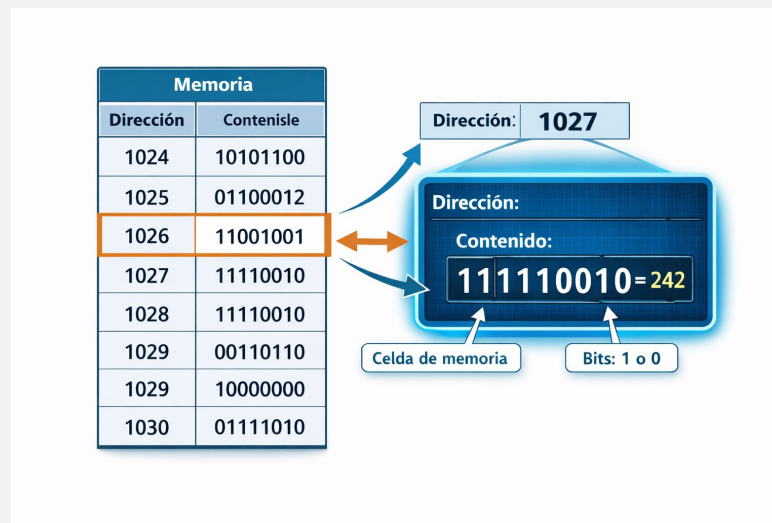 Memoria
Dirección Contenisle
1024 10101100
1025 01100012
1026 11001001
1027 11110010
1028 11110010
1029 00110110
1029 10000000
1030 01111010
Dirección: 1027
Dirección:
Contenido:
111110010=242
Celda de memoria
Bits: 1 o 0